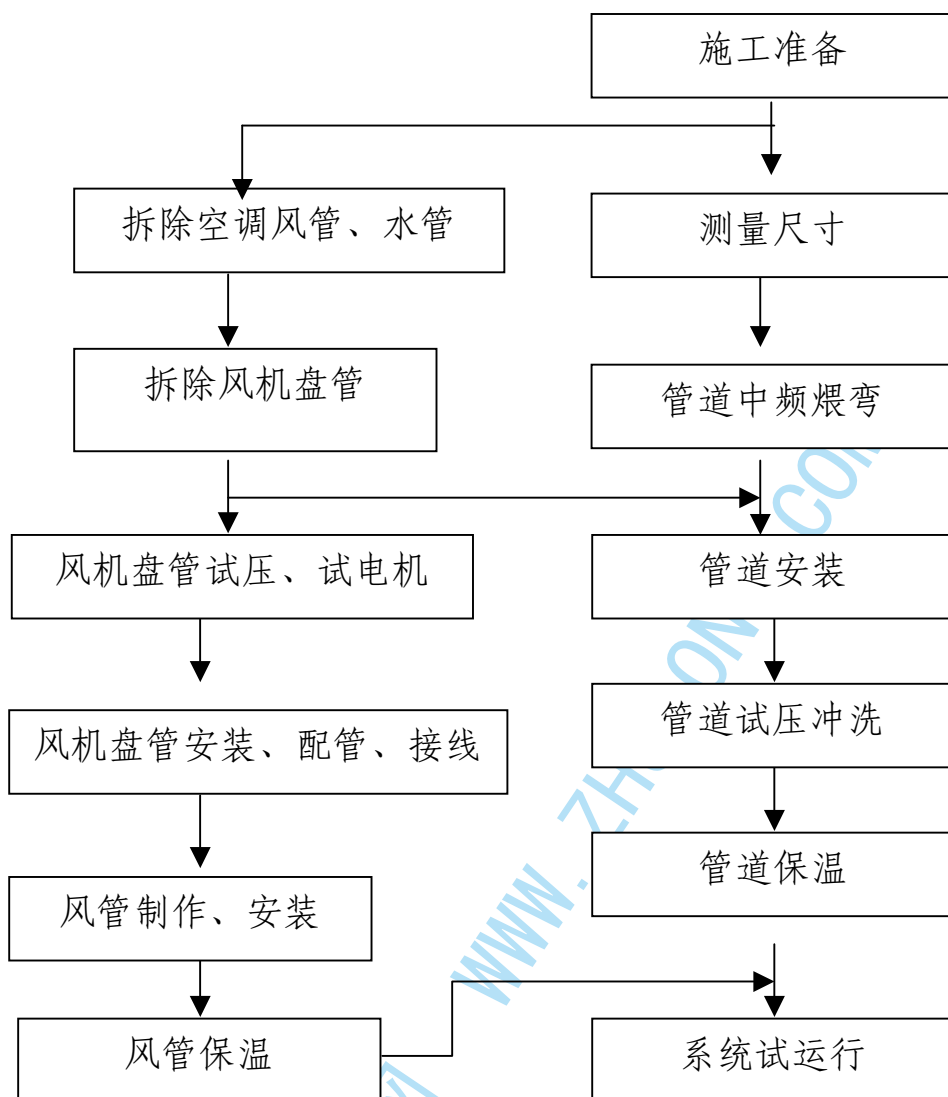 施工准备
拆除空调风管、水管
测量尺寸
拆除风机盘管
管道中频煨弯
风机盘管试压、试电机
管道安装
风机盘管安装、配管、接线
管道试压冲洗
风管制作、安装
管道保温
风管保温
系统试运行